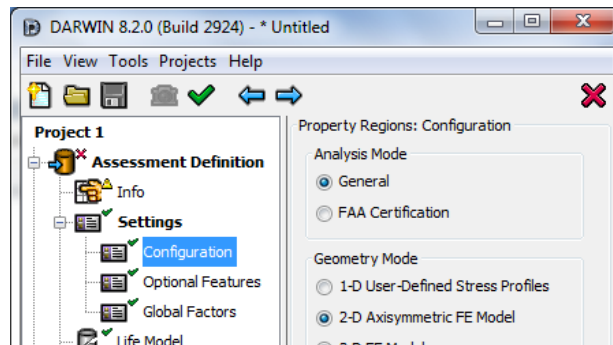 DARWIN 8.2.0 (Build 2924) - * Untitled
File View Tools Projects Help
Project 1
Assessment Definition
Info
Settings
Configuration
Optional Features
Global Factors
Life Model
Property Regions: Configuration
Analysis Mode
General
FAA Certification
Geometry Mode
1-D User-Defined Stress Profiles
2-D Axisymmetric FE Model